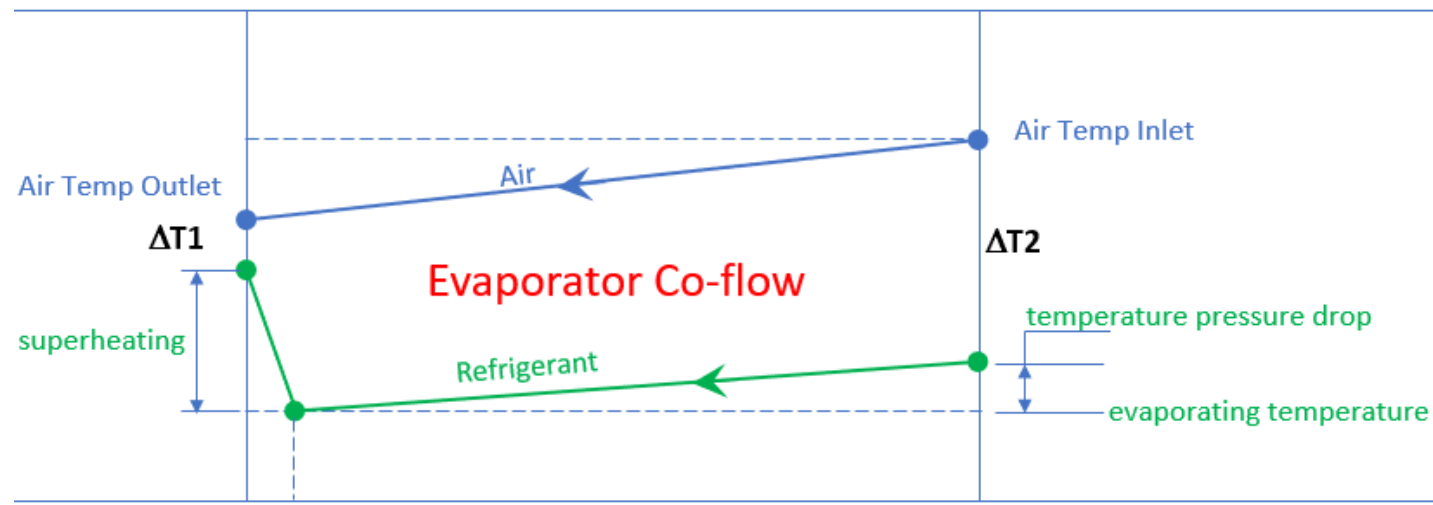 Air Temp Inlet
Air
Air Temp Outlet
ΔT1
ΔT2
Evaporator Co-flow
temperature pressure drop
superheating
Refrigerant
evaporating temperature